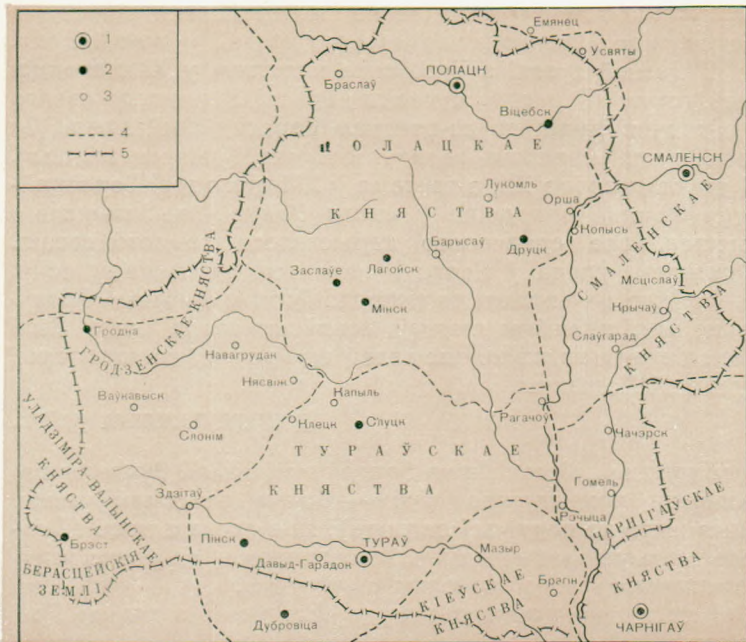 1
2
3
4
5
Емянец
Усвяты
ПОЛАЦК
Браслаў
Віцебск
ПОЛАЦКАЕ
СМАЛЕНСК
Лукомль
Орша
КНЯСТВА
Копысь
Друцк
Барысаў
СМАЛЕНСКАЕ
Заслаўе
Лагойск
Мсціслаў
Мінск
Крычаў
КНЯСТВА
Гродна
ГРОДЗЕНСКАЕ КНЯСТВА
Слаўгарад
Навагрудак
Нясвіж
Капыль
Ваўкавыск
Рагачоў
Слонім
Клецк
Слуцк
Чачэрск
УЛАДЗІМІРА-ВАЛЫНСКАЕ
КНЯСТВА
ТУРАЎСКАЕ
КНЯСТВА
Гомель
Здзітаў
Рэчыца
ЧАРНІГАЎСКАЕ
КНЯСТВА
Брэст
Пінск
ТУРАЎ
Давыд-Гарадок
Мазыр
БЕРАСЦЕЙСКІЯ
ЗЕМЛІ
Брагін
КІЕЎСКАЕ
КНЯСТВА
Дубровіца
ЧАРНІГАЎ